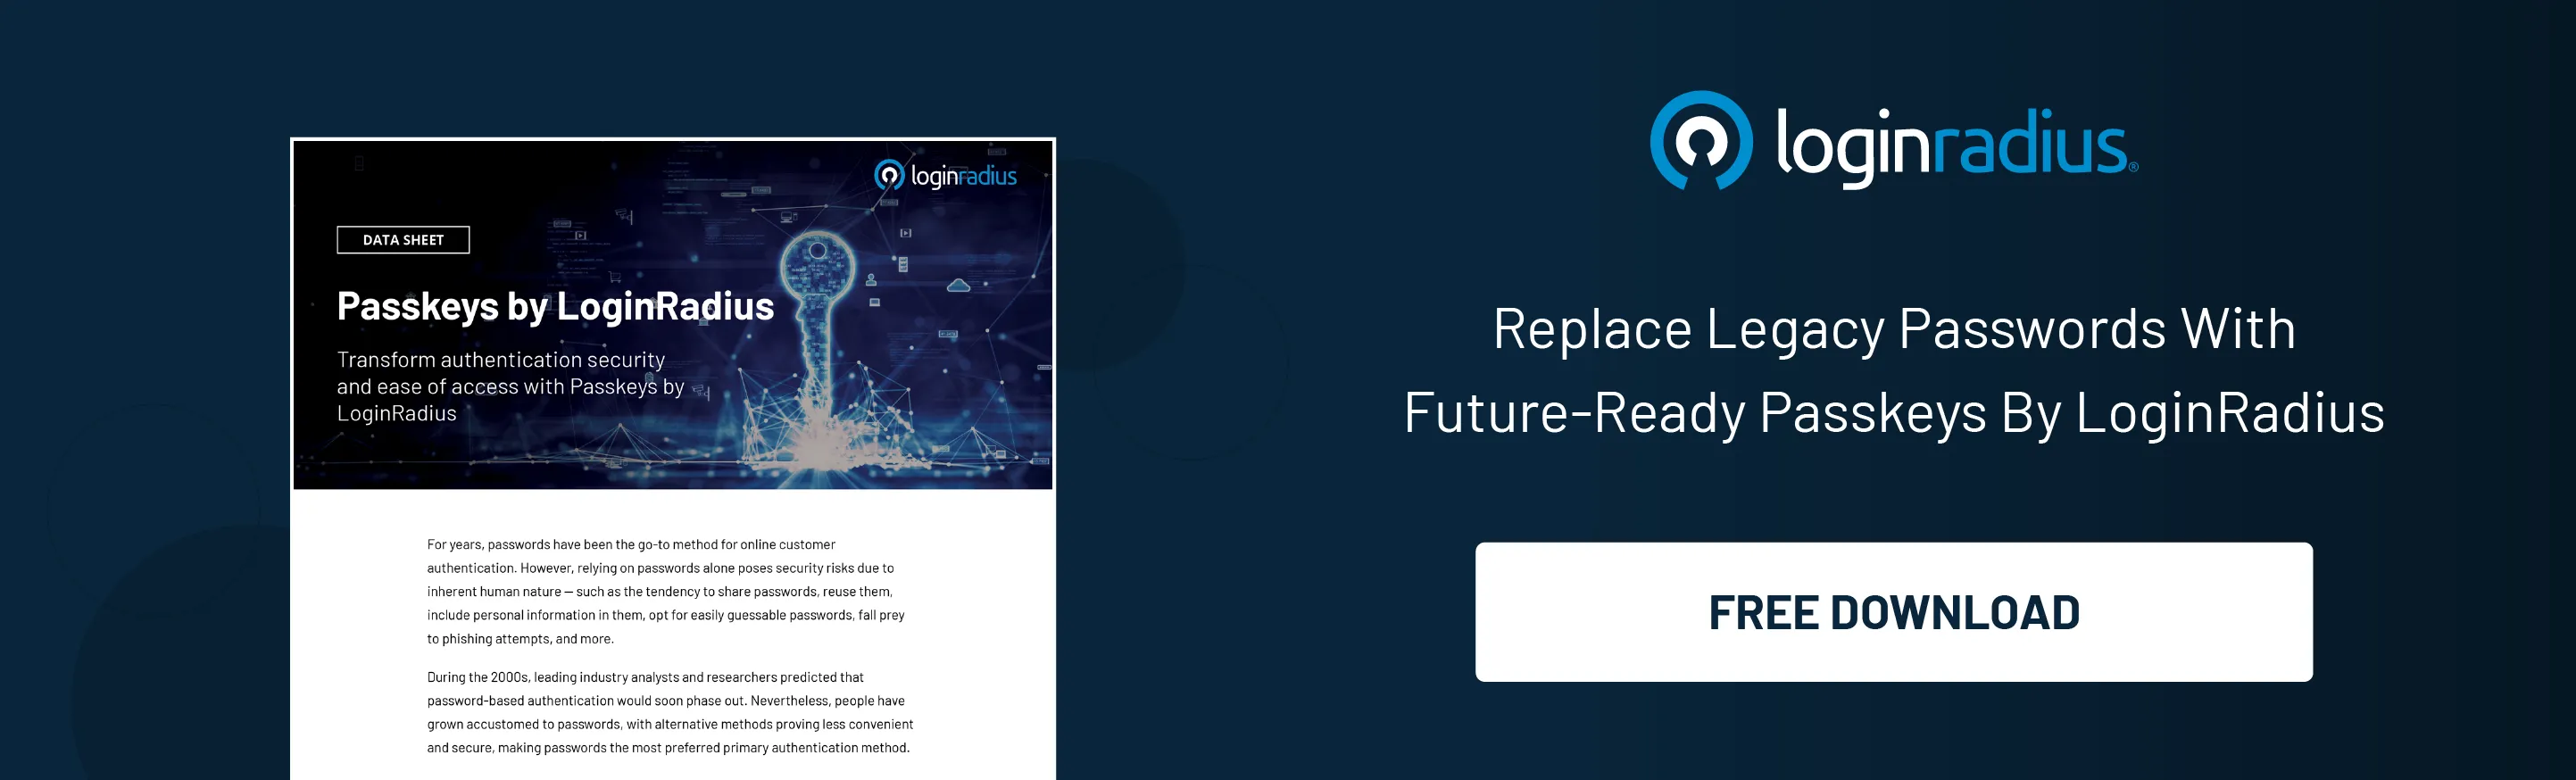 loginradius
DATA SHEET
Passkeys by LoginRadius
Transform authentication security
and ease of access with Passkeys by
LoginRadius
For years, passwords have been the go-to method for online customer
authentication. However, relying on passwords alone poses security risks due to
inherent human nature — such as the tendency to share passwords, reuse them,
include personal information in them, opt for easily guessable passwords, fall prey
to phishing attempts, and more.
During the 2000s, leading industry analysts and researchers predicted that
password-based authentication would soon phase out. Nevertheless, people have
grown accustomed to passwords, with alternative methods proving less convenient
and secure, making passwords the most preferred primary authentication method.
loginradius®
Replace Legacy Passwords With
Future-Ready Passkeys By LoginRadius
FREE DOWNLOAD